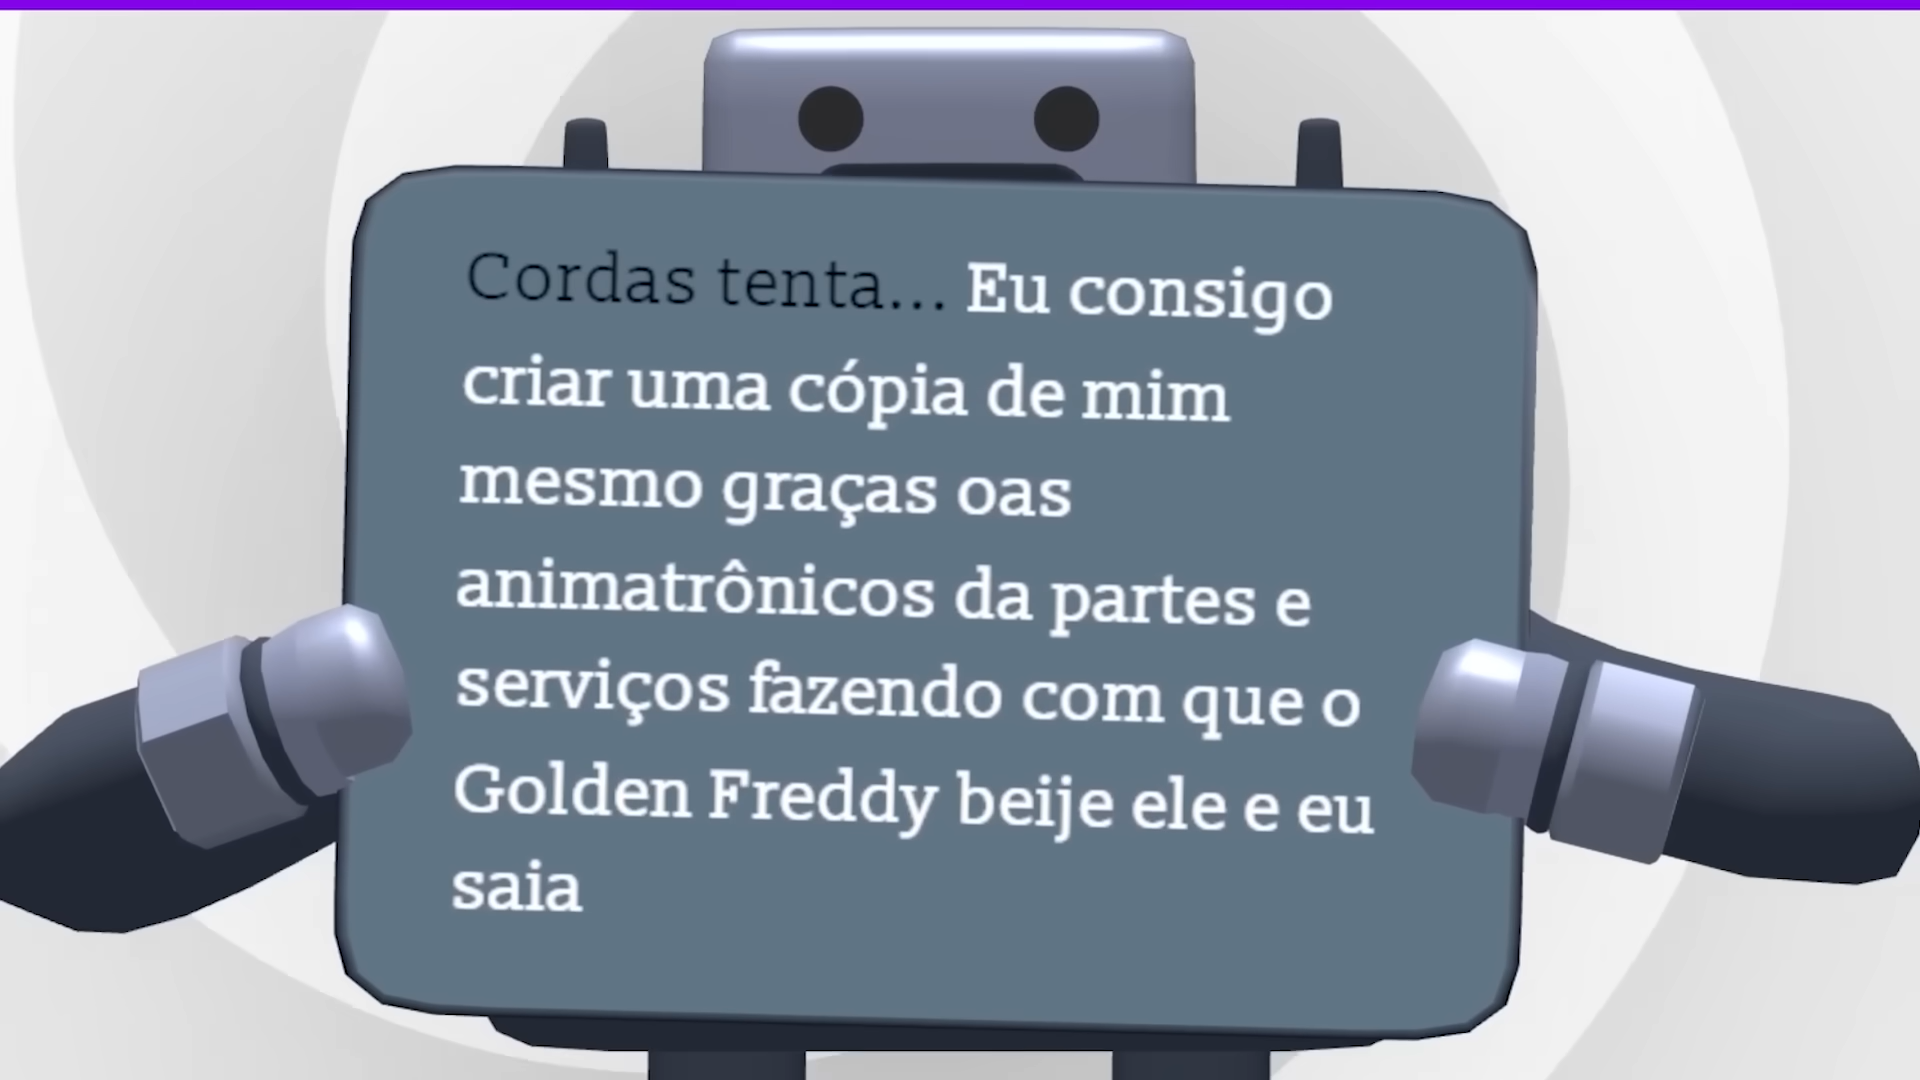 Cordas tenta... Eu consigo
criar uma cópia de mim
mesmo graças oas
animatrônicos da partes e
serviços fazendo com que o
Golden Freddy beije ele e eu
saia